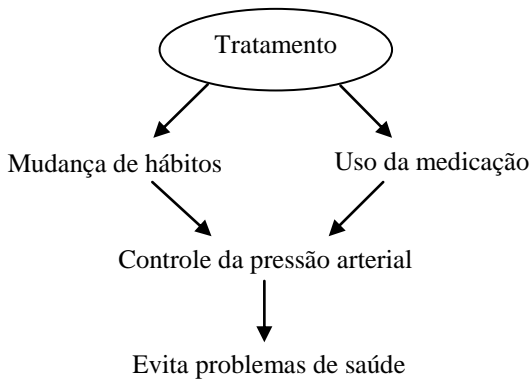 Tratamento
Mudança de hábitos
Uso da medicação
Controle da pressão arterial
Evita problemas de saúde